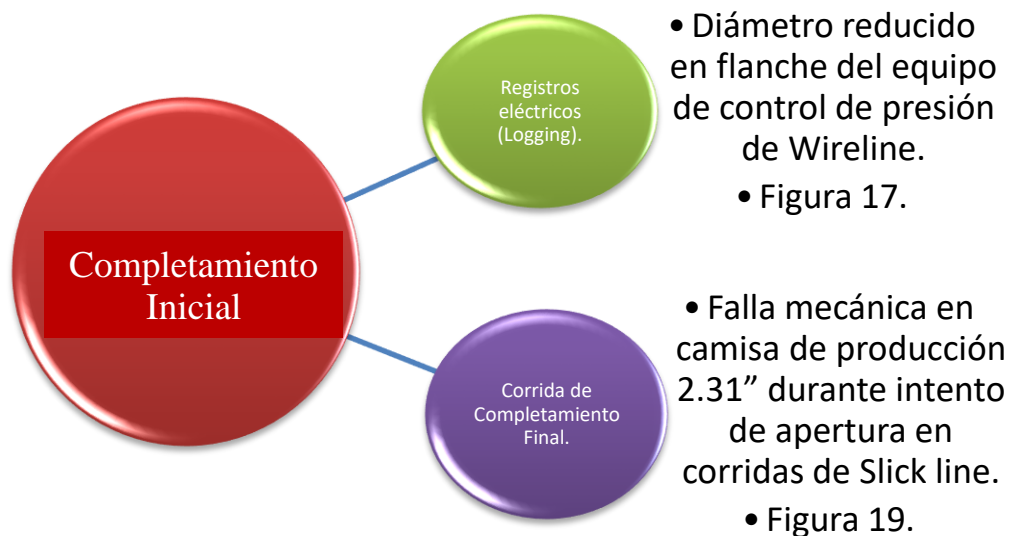 Completamiento
Inicial
Registros
eléctricos
(Logging).
• Diámetro reducido
en flanche del equipo
de control de presión
de Wireline.
• Figura 17.
Corrida de
Completamiento
Final.
• Falla mecánica en
camisa de producción
2.31” durante intento
de apertura en
corridas de Slick line.
• Figura 19.